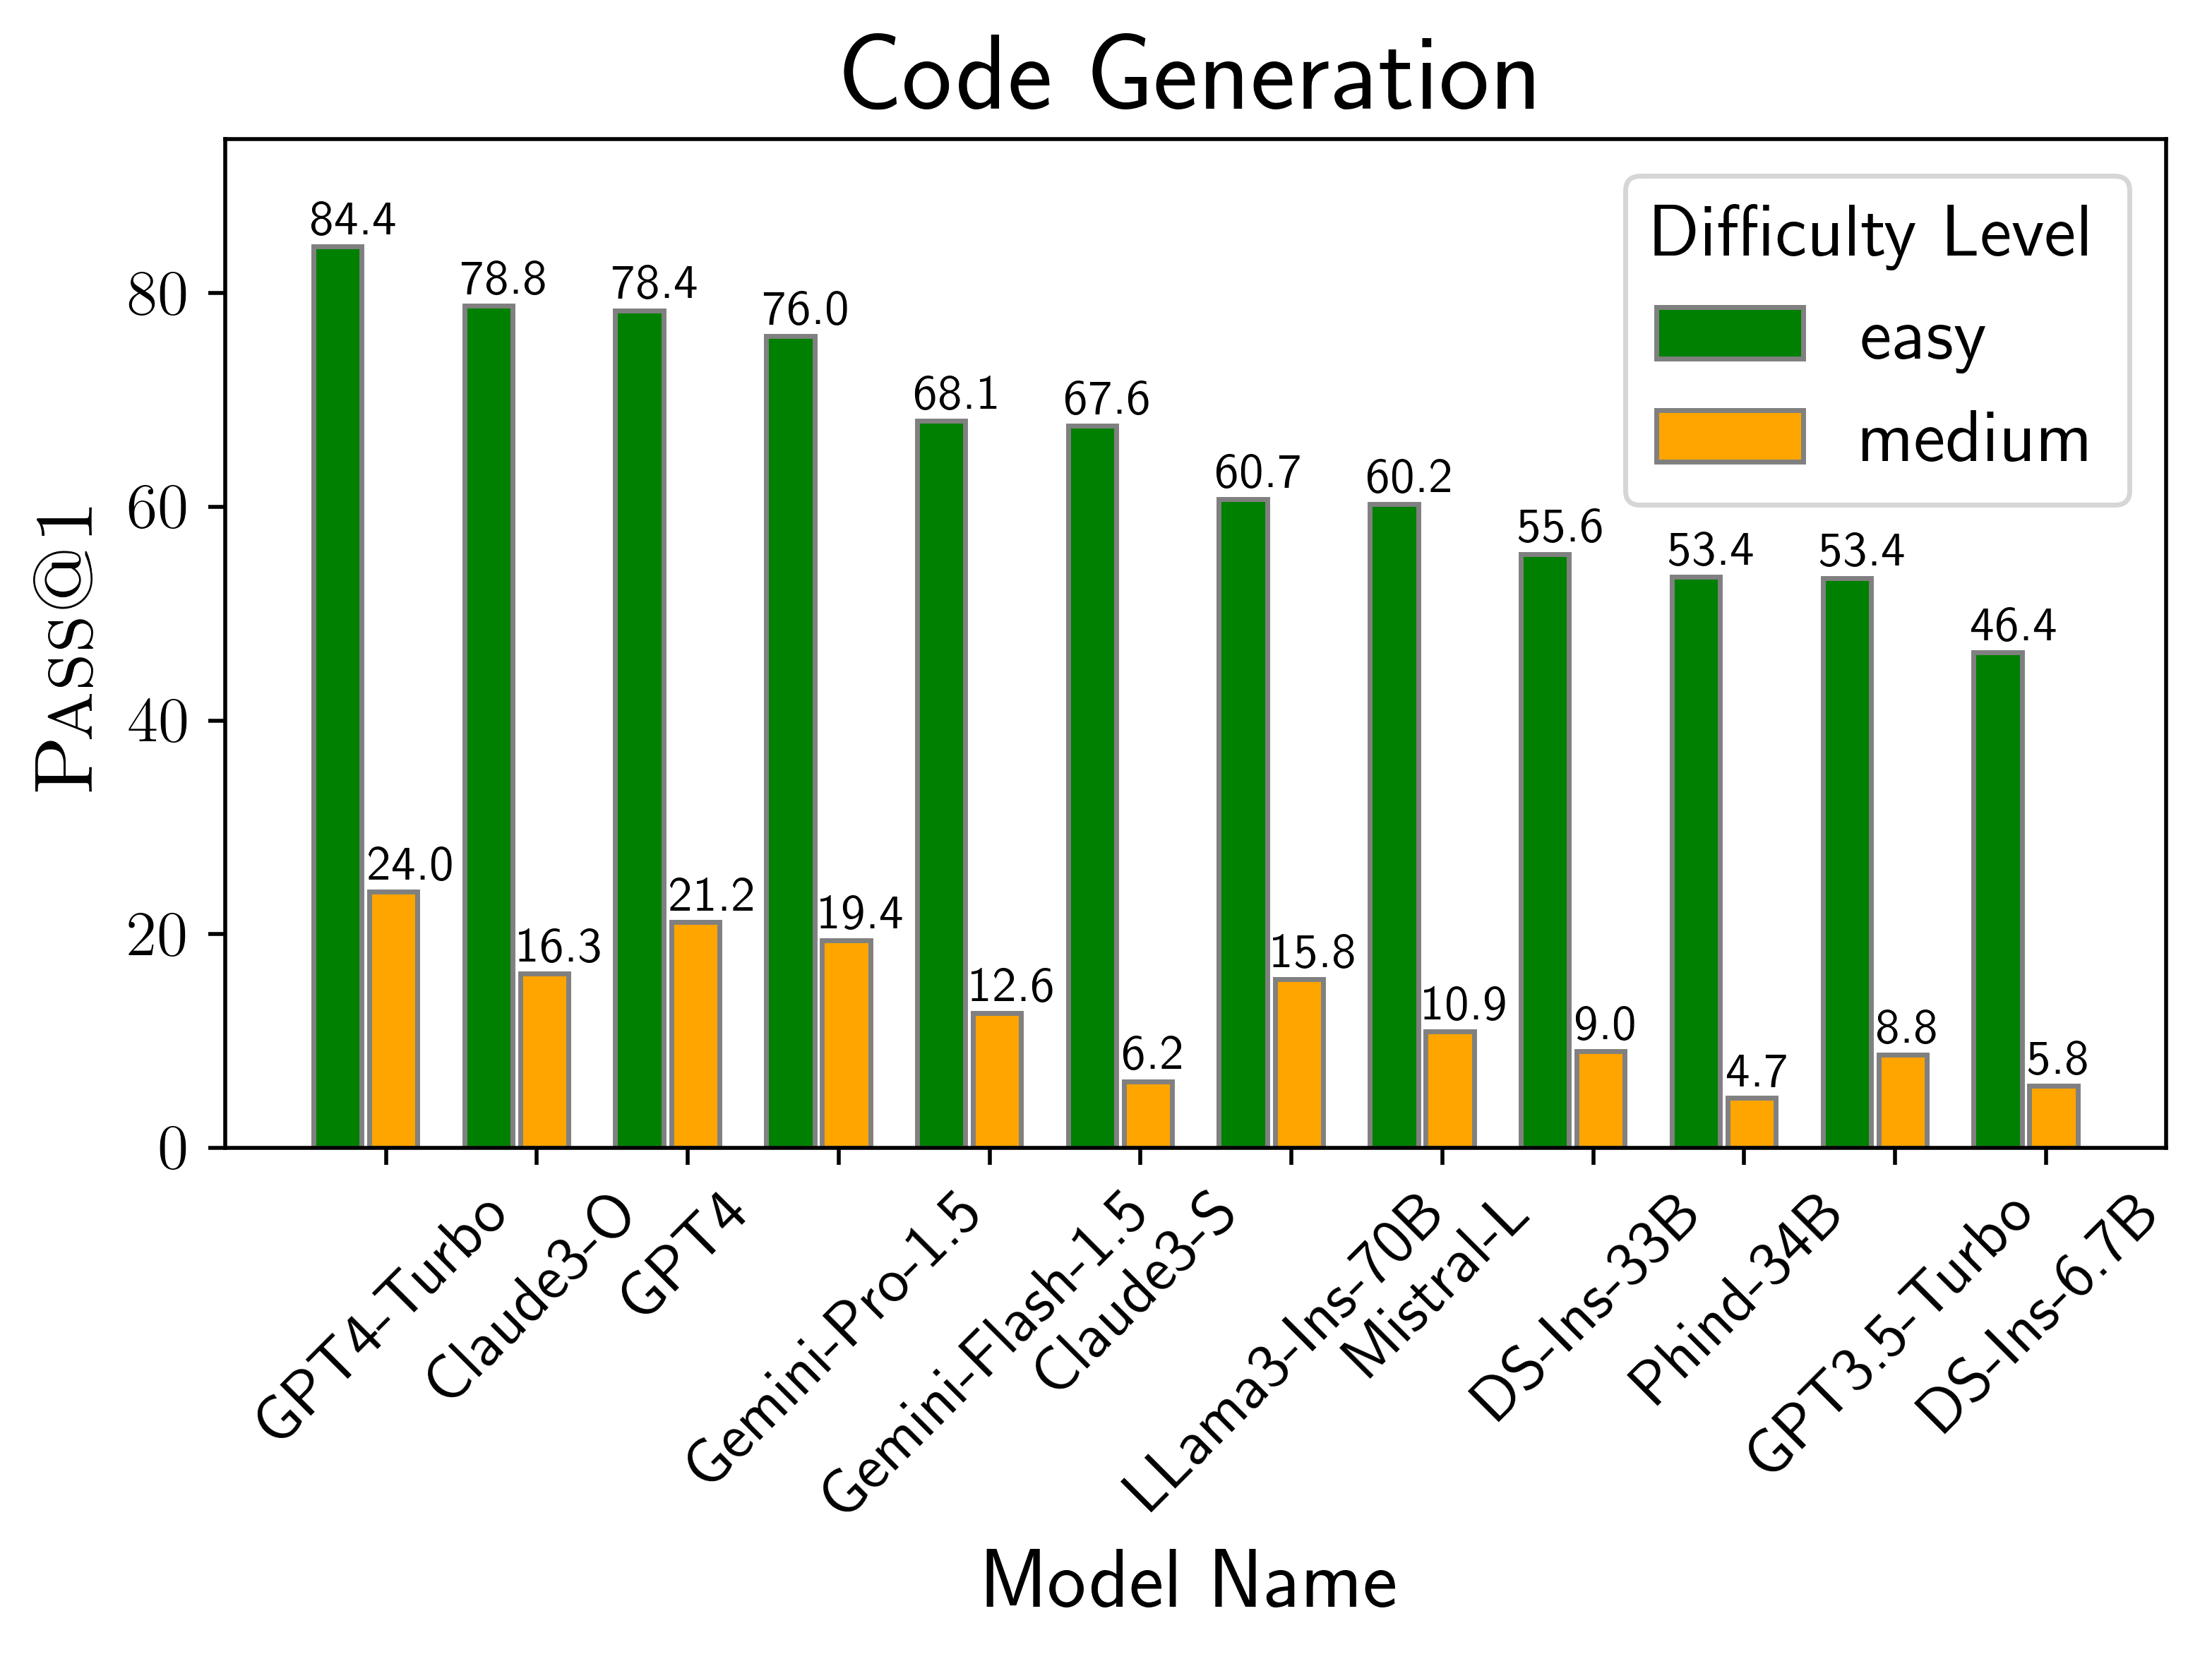 Code Generation
Pass@1
80
60
40
20
0
84.4
24.0
78.8
16.3
78.4
21.2
76.0
19.4
68.1
12.6
67.6
6.2
60.7
15.8
60.2
10.9
55.6
9.0
53.4
4.7
53.4
8.8
46.4
5.8
Difficulty Level
easy
medium
GPT4-Turbo
Claude3-O
GPT4
Gemini-Pro-1.5
Gemini-Flash-1.5
Claude3-S
LLama3-Ins-70B
Mistral-L
DS-Ins-33B
Phind-34B
GPT3.5-Turbo
DS-Ins-6.7B
Model Name